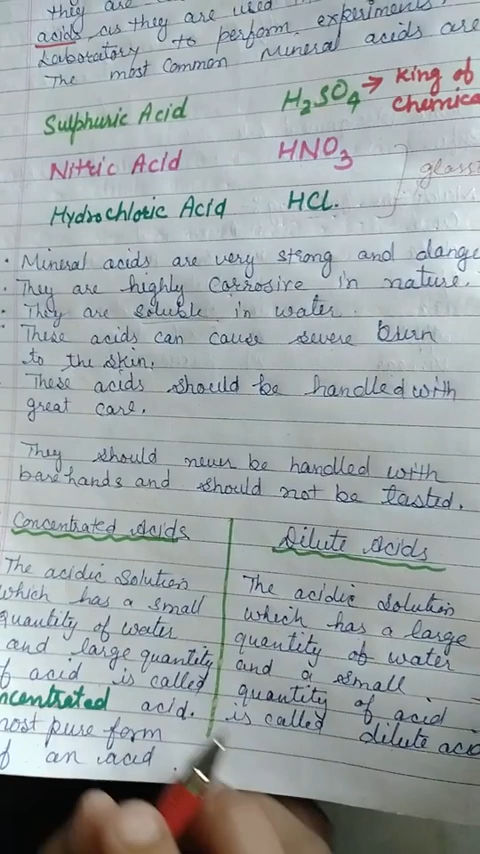 they are
acids as they are used in
Laboratory to perform experiments.
The most common Mineral acids are
Sulphuric Acid H₂SO₄ → King of
Chemica
Nitric Acid HNO₃
glass
Hydrochloric Acid HCl.
· Mineral acids are very strong and dange
· They are highly Corrosive in nature.
· They are soluble in water.
· These acids can cause severe burn
to the skin.
· These acids should be handled with
great care.
They should never be handled with
barehands and should not be tasted.
Concentrated Acids
The acidic Solution
which has a small
quantity of water
and large quantity
of acid is called
ncentrated acid.
most pure form
of an acid.
Dilute Acids
The acidic solution
which has a large
quantity of water
and a small
quantity of acid
is called dilute acid